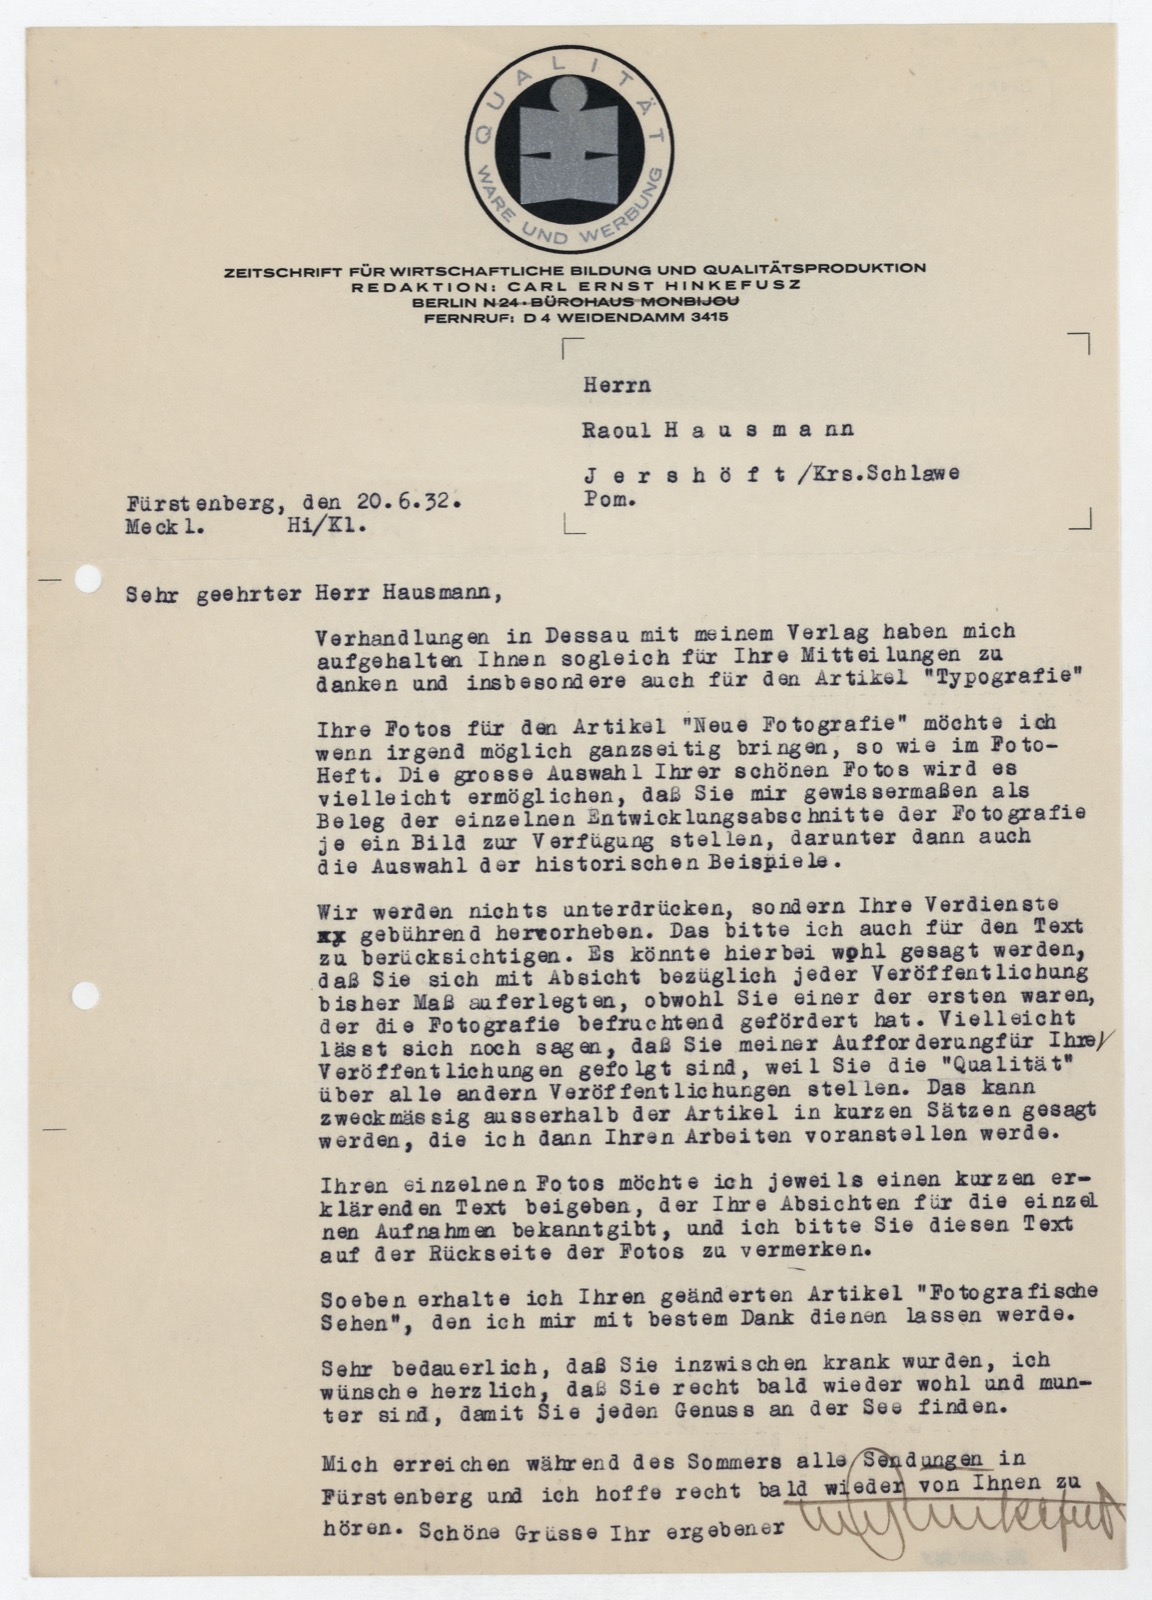 QUALITÄT
WARE UND WERBUNG
ZEITSCHRIFT FÜR WIRTSCHAFTLICHE BILDUNG UND QUALITÄTSPRODUKTION
REDAKTION: CARL ERNST HINKEFUSZ
BERLIN N24 · BÜROHAUS MONBIJOU
FERNRUF: D 4 WEIDENDAMM 3415
Herrn
Raoul H a u s m a n n
J e r s h ö f t /Krs.Schlawe
Pom.
Fürstenberg, den 20.6.32.
Meckl. Hi/Kl.
Sehr geehrter Herr Hausmann,
Verhandlungen in Dessau mit meinem Verlag haben mich
aufgehalten Ihnen sogleich für Ihre Mitteilungen zu
danken und insbesondere auch für den Artikel "Typografie"
Ihre Fotos für den Artikel "Neue Fotografie" möchte ich
wenn irgend möglich ganzseitig bringen, so wie im Foto-
Heft. Die grosse Auswahl Ihrer schönen Fotos wird es
vielleicht ermöglichen, daß Sie mir gewissermaßen als
Beleg der einzelnen Entwicklungsabschnitte der Fotografie
je ein Bild zur Verfügung stellen, darunter dann auch
die Auswahl der historischen Beispiele.
Wir werden nichts unterdrücken, sondern Ihre Verdienste
xx gebührend hervorheben. Das bitte ich auch für den Text
zu berücksichtigen. Es könnte hierbei wohl gesagt werden,
daß Sie sich mit Absicht bezüglich jeder Veröffentlichung
bisher Maß auferlegten, obwohl Sie einer der ersten waren,
der die Fotografie befruchtend gefördert hat. Vielleicht
lässt sich noch sagen, daß Sie meiner Aufforderungfür Ihre
Veröffentlichungen gefolgt sind, weil Sie die "Qualität"
über alle andern Veröffentlichungen stellen. Das kann
zweckmässig ausserhalb der Artikel in kurzen Sätzen gesagt
werden, die ich dann Ihren Arbeiten voranstellen werde.
Ihren einzelnen Fotos möchte ich jeweils einen kurzen er-
klärenden Text beigeben, der Ihre Absichten für die einzel
nen Aufnahmen bekanntgibt, und ich bitte Sie diesen Text
auf der Rückseite der Fotos zu vermerken.
Soeben erhalte ich Ihren geänderten Artikel "Fotografische
Sehen", den ich mir mit bestem Dank dienen lassen werde.
Sehr bedauerlich, daß Sie inzwischen krank wurden, ich
wünsche herzlich, daß Sie recht bald wieder wohl und mun-
ter sind, damit Sie jeden Genuss an der See finden.
Mich erreichen während des Sommers alle Sendungen in
Fürstenberg und ich hoffe recht bald wieder von Ihnen zu
hören. Schöne Grüsse Ihr ergebener